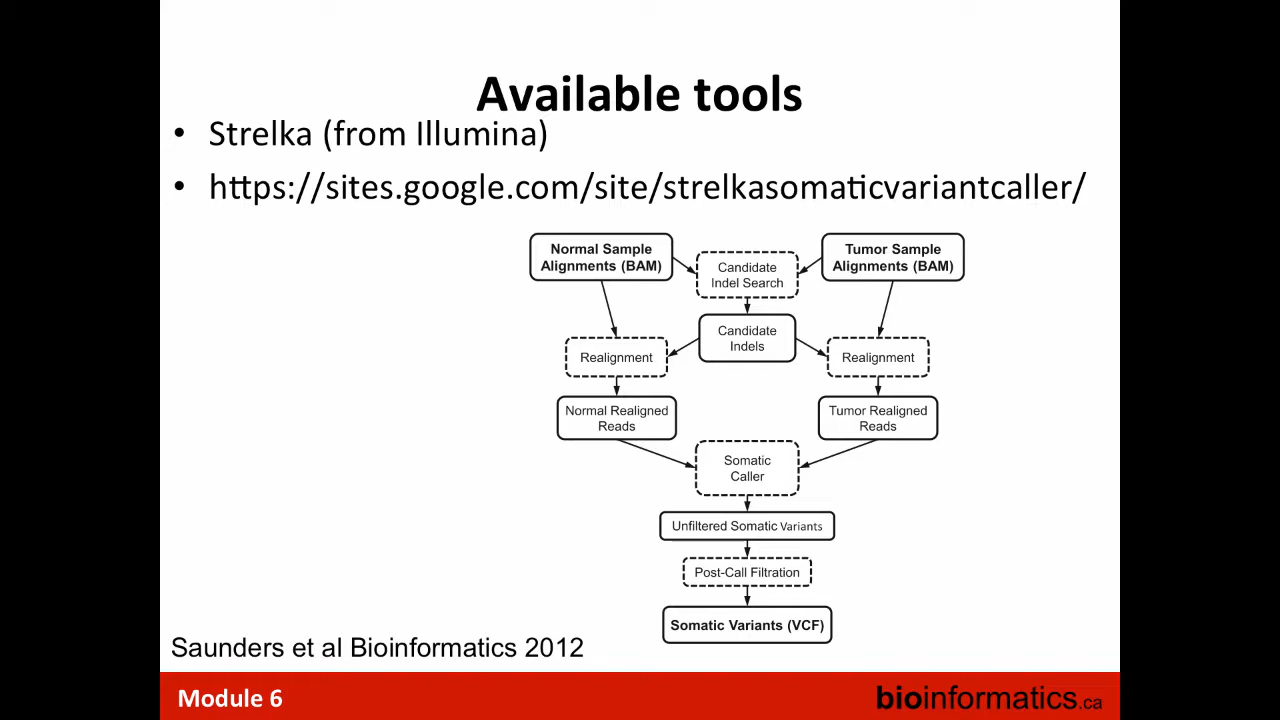 Available tools
• Strelka (from Illumina)
• https://sites.google.com/site/strelkasomaticvariantcaller/
Normal Sample
Alignments (BAM)
Candidate
Indel Search
Tumor Sample
Alignments (BAM)
Candidate
Indels
Realignment
Realignment
Normal Realigned
Reads
Tumor Realigned
Reads
Somatic
Caller
Unfiltered Somatic Variants
Post-Call Filtration
Somatic Variants (VCF)
Saunders et al Bioinformatics 2012
Module 6
bioinformatics.ca